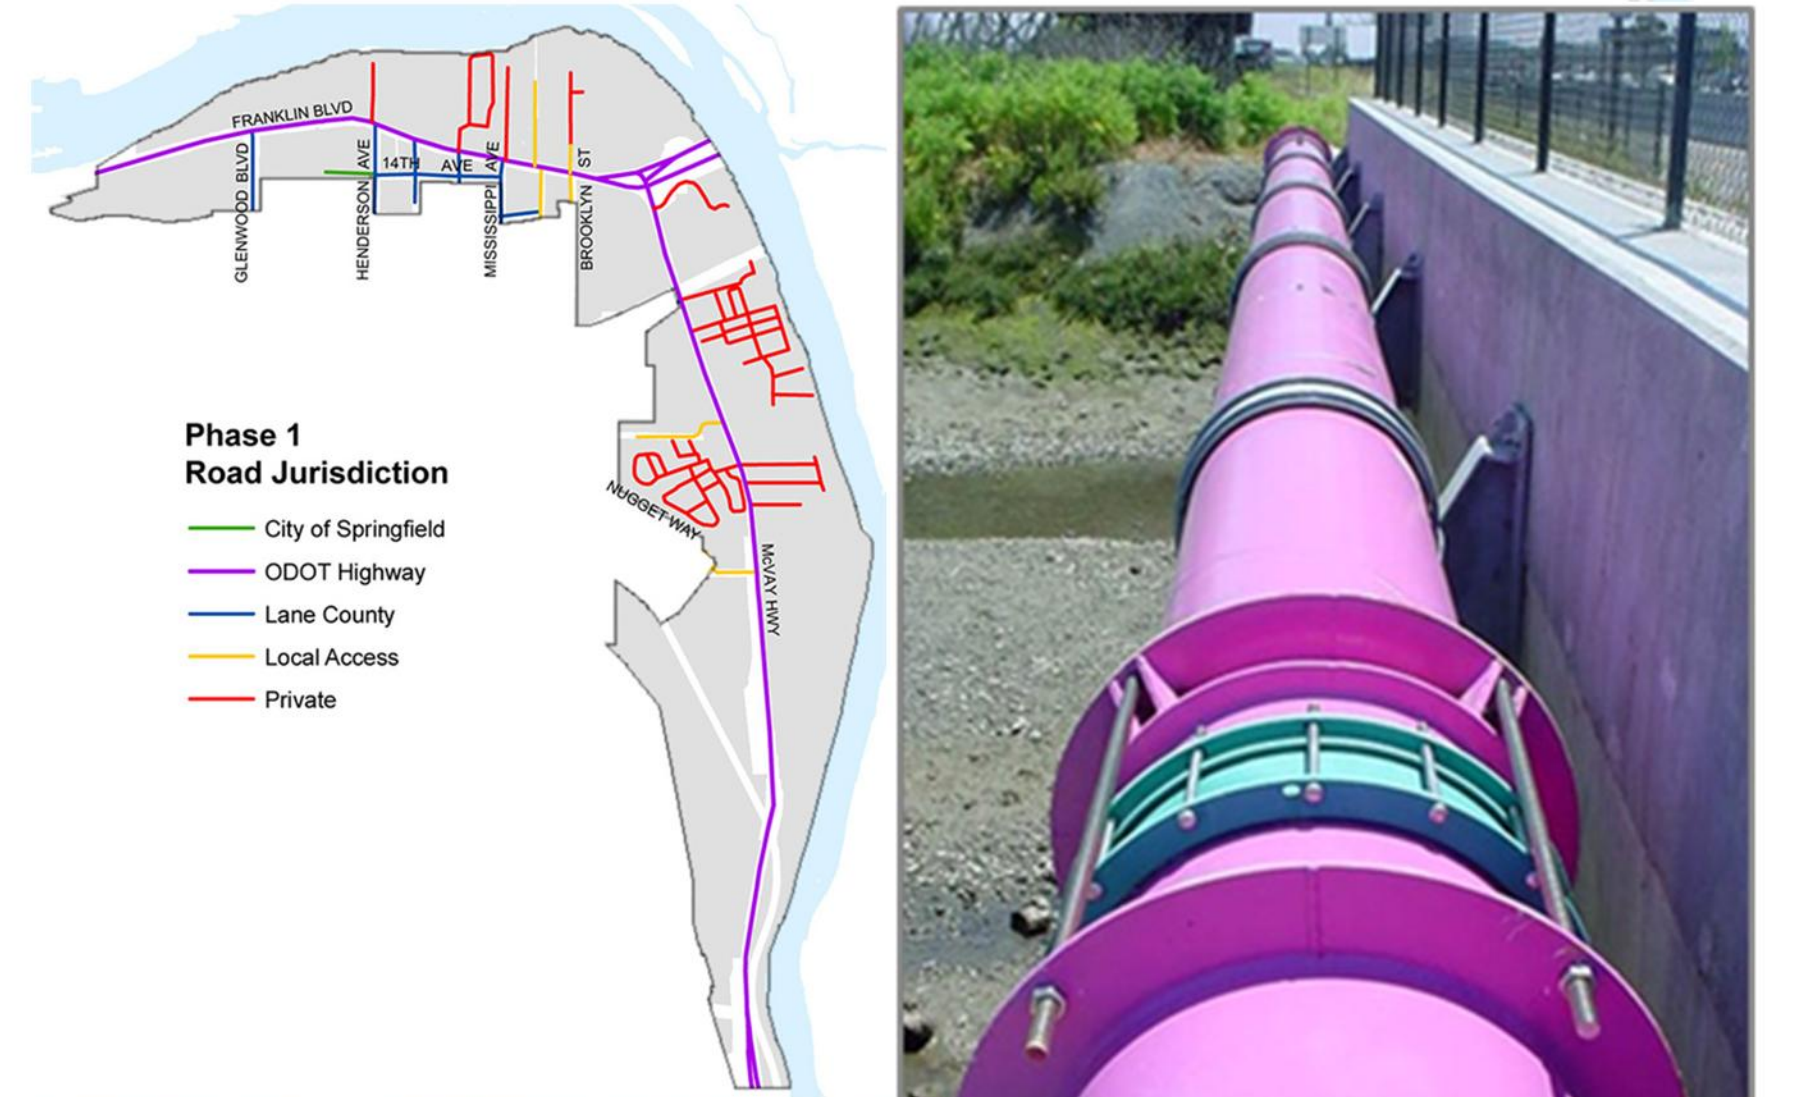 FRANKLIN BLVD
GLENWOOD BLVD
HENDERSON AVE
14TH AVE
MISSISSIPPI AVE
BROOKLYN ST
NUGGET WAY
McVAY HWY
Phase 1
Road Jurisdiction
City of Springfield
ODOT Highway
Lane County
Local Access
Private